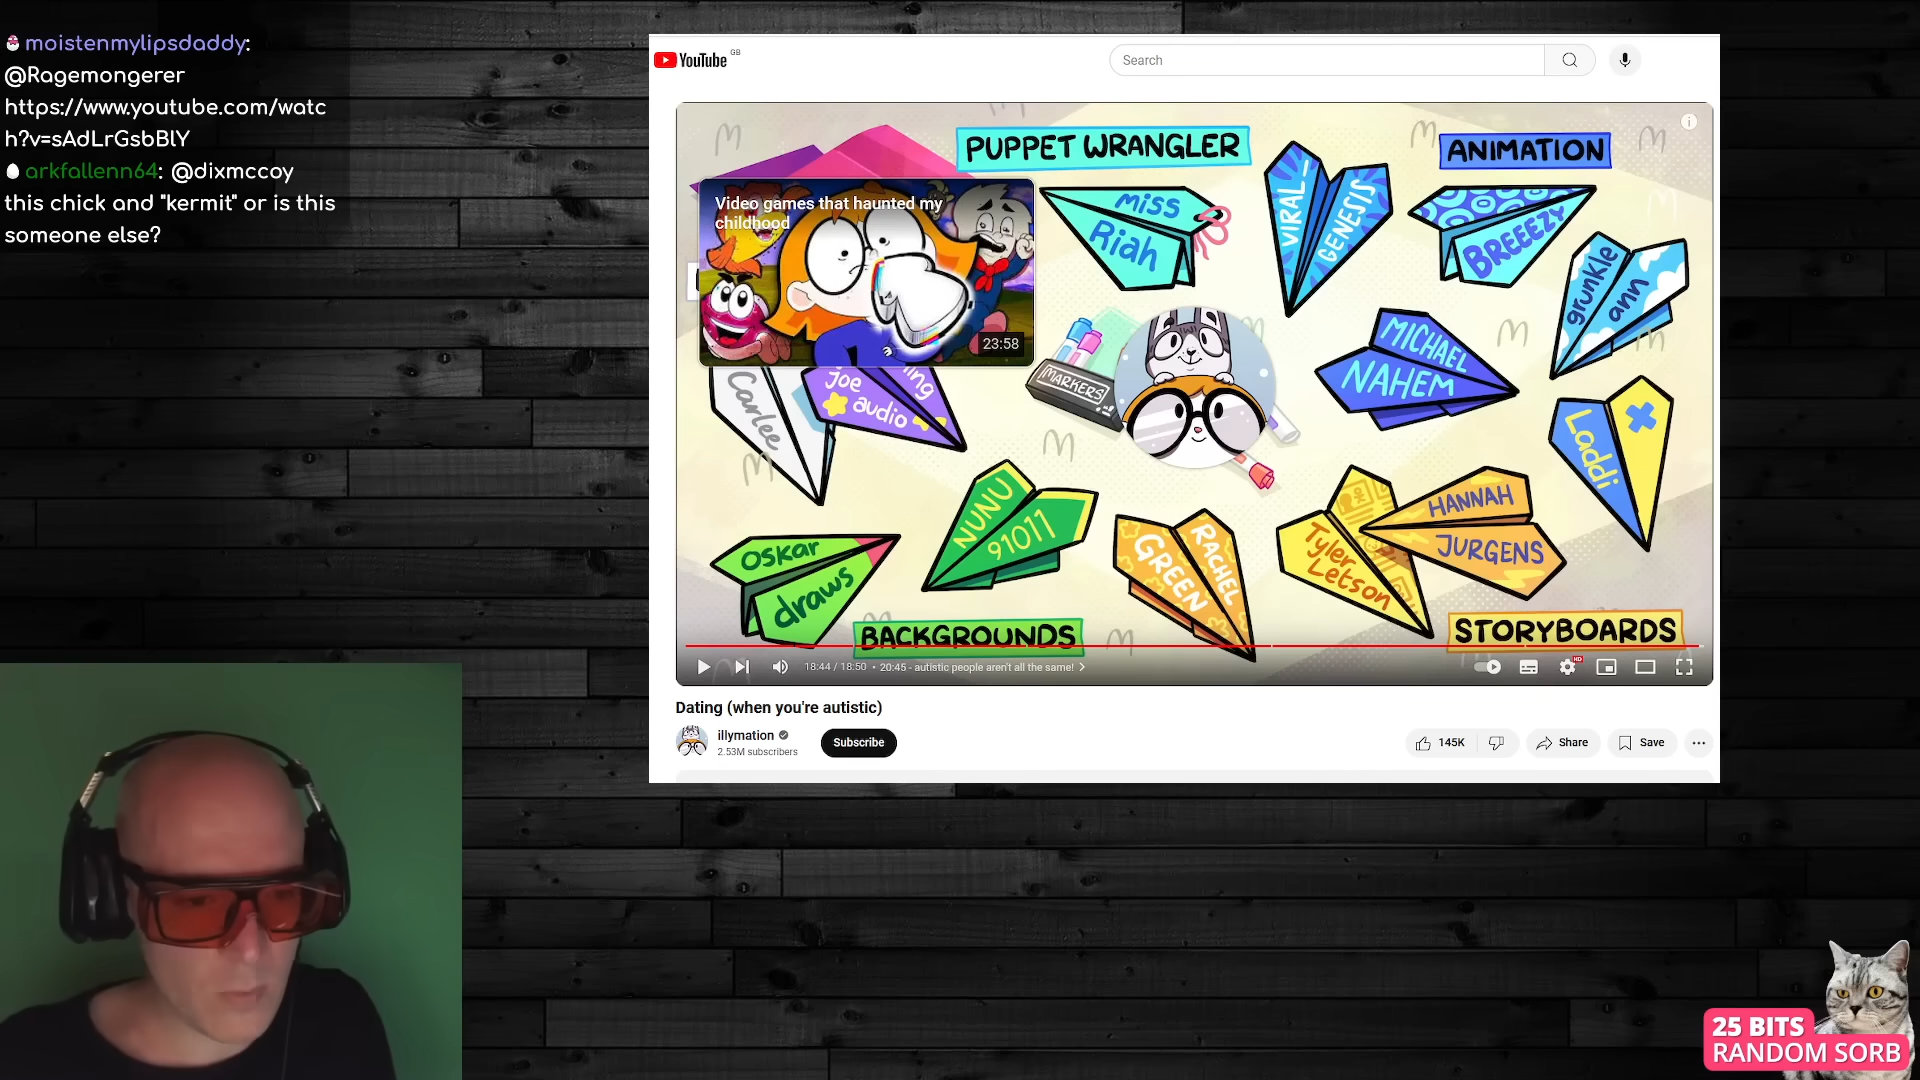 moistenmylipsdaddy:
@Ragemongerer
https://www.youtube.com/watc
h?v=sAdLrGsbBlY
arkfallenn64: @dixmccoy
this chick and "kermit" or is this
someone else?
YouTube GB
Search
PUPPET WRANGLER
ANIMATION
Video games that haunted my
childhood
23:58
miss
Riah
VIRAL_
GENESIS
BREEEZY
grunkle
ann
MICHAEL
NAHEM
MARKERS
Carlee
Joe
audio
ing
Laddi
NUNU
91011
OSKar
draws
RACHEL
GREEN
Tyler
Letson
HANNAH
JURGENS
BACKGROUNDS
STORYBOARDS
18:44 / 18:50 • 20:45 - autistic people aren't all the same!
HD
Dating (when you're autistic)
illymation
2.53M subscribers
Subscribe
145K
Share
Save
25 BITS
RANDOM SORB